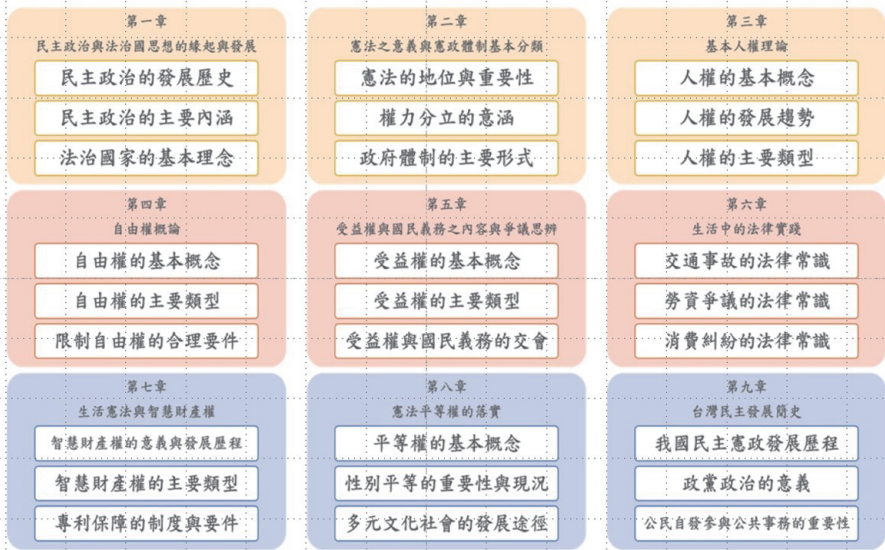 第一章
民主政治與法治國思想的緣起與發展
民主政治的發展歷史
民主政治的主要內涵
法治國家的基本理念
第二章
憲法之意義與憲政體制基本分類
憲法的地位與重要性
權力分立的意涵
政府體制的主要形式
第三章
基本人權理論
人權的基本概念
人權的發展趨勢
人權的主要類型
第四章
自由權概論
自由權的基本概念
自由權的主要類型
限制自由權的合理要件
第五章
受益權與國民義務之內容與爭議思辨
受益權的基本概念
受益權的主要類型
受益權與國民義務的交會
第六章
生活中的法律實踐
交通事故的法律常識
勞資爭議的法律常識
消費糾紛的法律常識
第七章
生活憲法與智慧財產權
智慧財產權的意義與發展歷程
智慧財產權的主要類型
專利保障的制度與要件
第八章
憲法平等權的落實
平等權的基本概念
性別平等的重要性與現況
多元文化社會的發展途徑
第九章
台灣民主發展簡史
我國民主憲政發展歷程
政黨政治的意義
公民自發參與公共事務的重要性